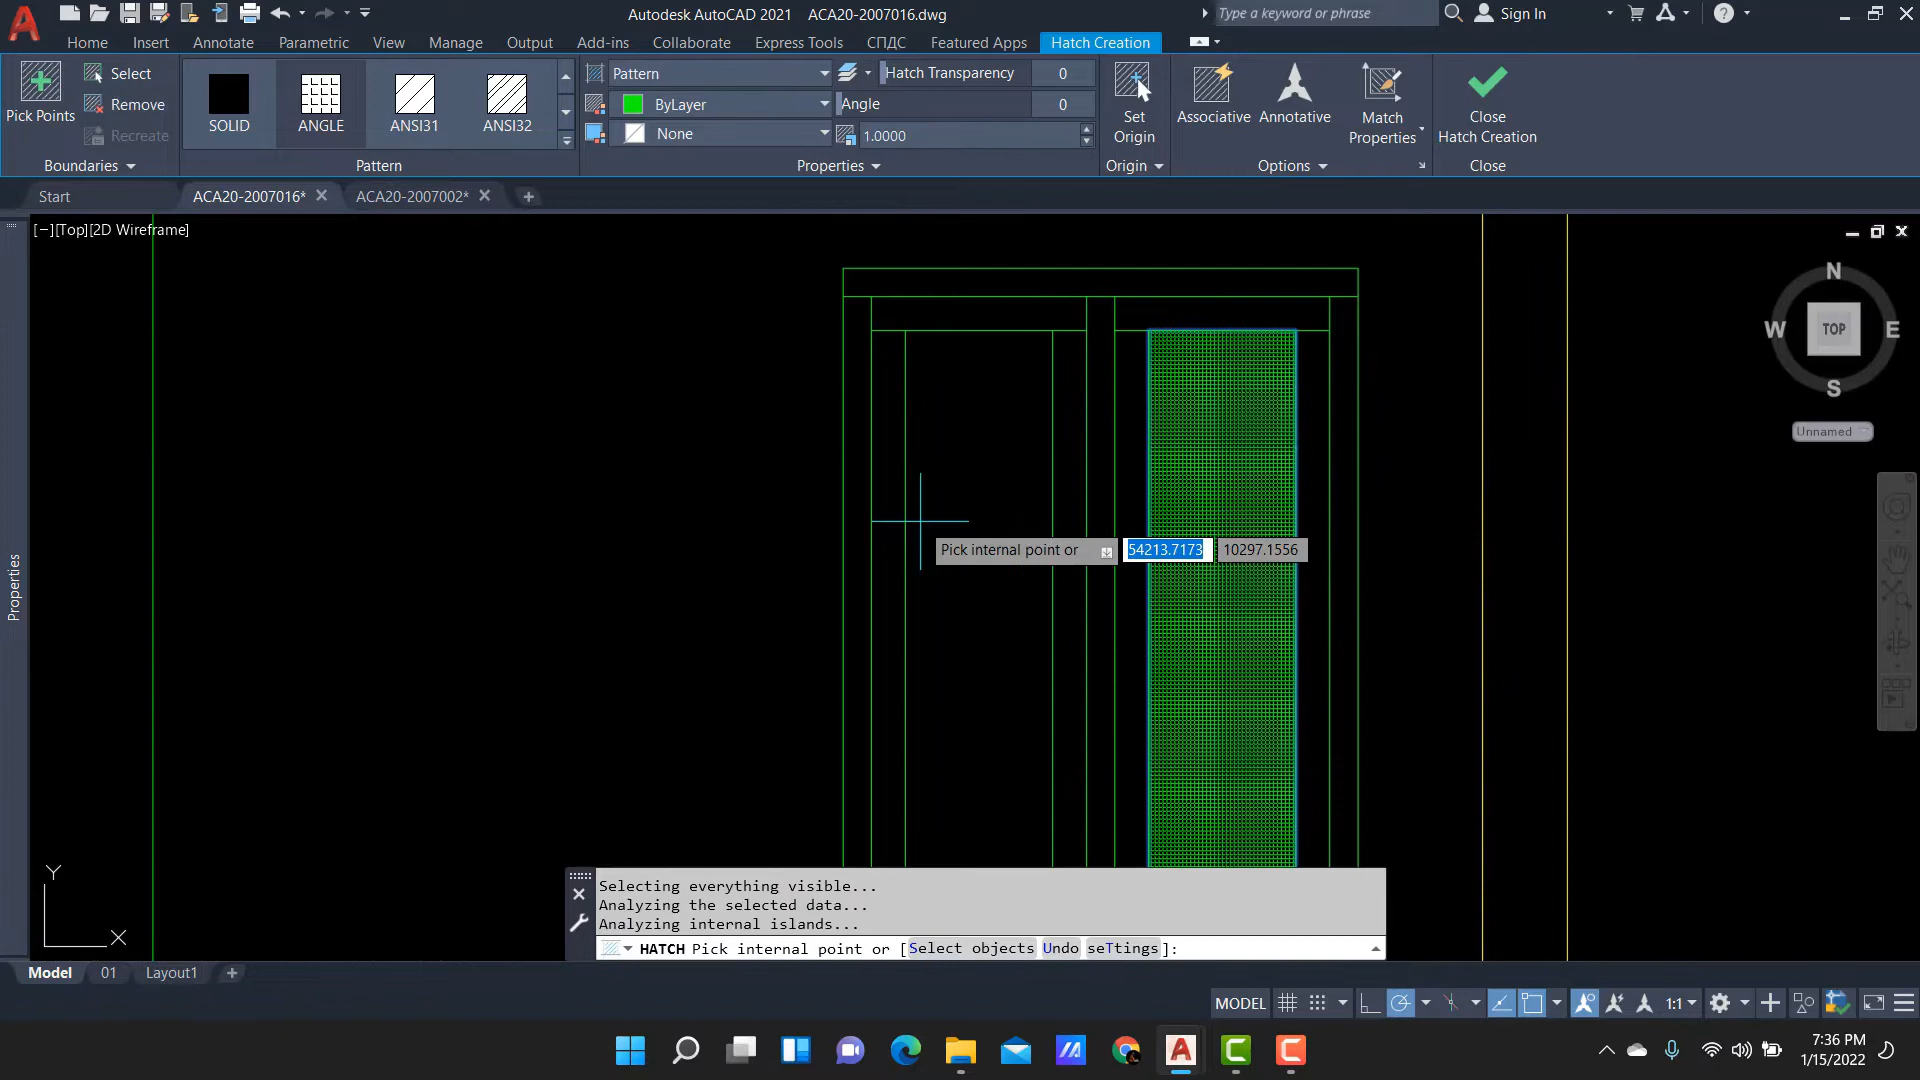 Autodesk AutoCAD 2021 ACA20-2007016.dwg
Type a keyword or phrase
Sign In
Home Insert Annotate Parametric View Manage Output Add-ins Collaborate Express Tools СПДС Featured Apps Hatch Creation
Pick Points
Select
Remove
Recreate
Boundaries
SOLID
ANGLE
ANSI31
ANSI32
Pattern
Pattern
ByLayer
None
Hatch Transparency 0
Angle 0
1.0000
Properties
Set
Origin
Origin
Associative
Annotative
Match
Properties
Options
Close
Hatch Creation
Close
Start
ACA20-2007016*
ACA20-2007002*
[−][Top][2D Wireframe]
N
W
TOP
E
S
Unnamed
Properties
Pick internal point or 54213.7173 10297.1556
Y
X
Selecting everything visible...
Analyzing the selected data...
Analyzing internal islands...
HATCH Pick internal point or [Select objects Undo seTtings]:
Model 01 Layout1
MODEL
1:1
7:36 PM
1/15/2022